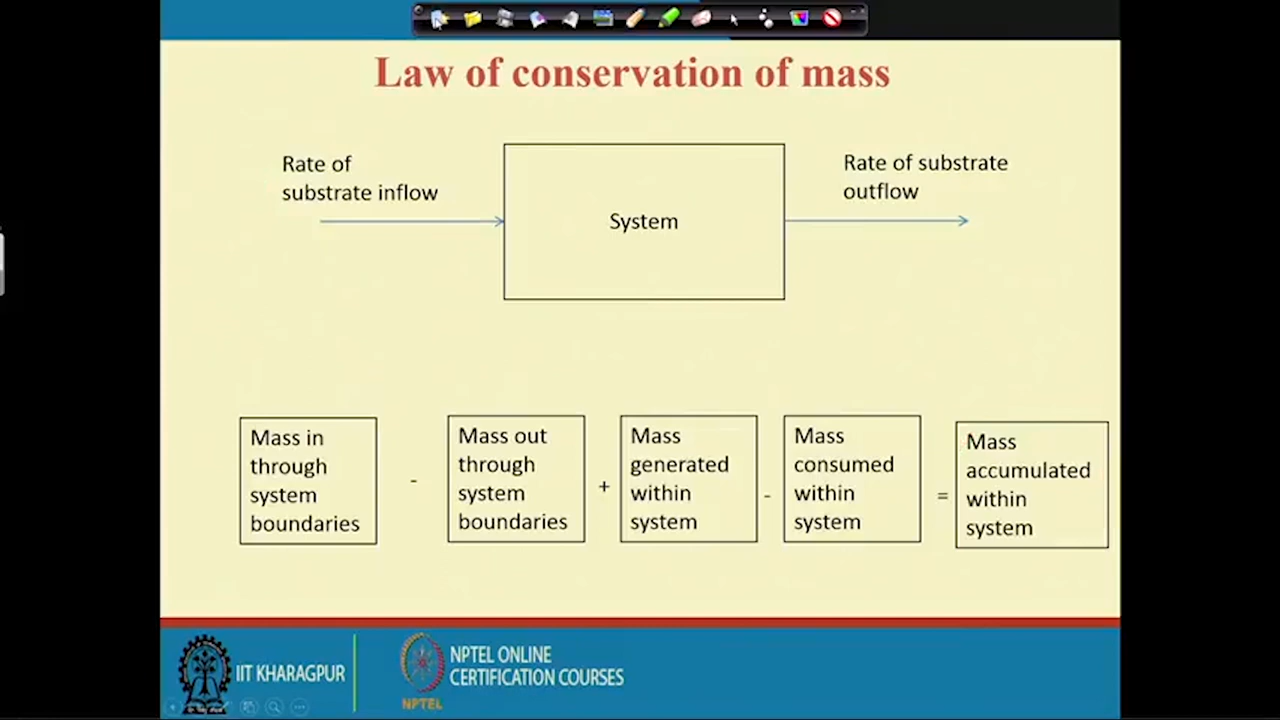 Law of conservation of mass
Rate of
substrate inflow
System
Rate of substrate
outflow
Mass in
through
system
boundaries
-
Mass out
through
system
boundaries
+
Mass
generated
within
system
-
Mass
consumed
within
system
=
Mass
accumulated
within
system
IIT KHARAGPUR
NPTEL
NPTEL ONLINE
CERTIFICATION COURSES